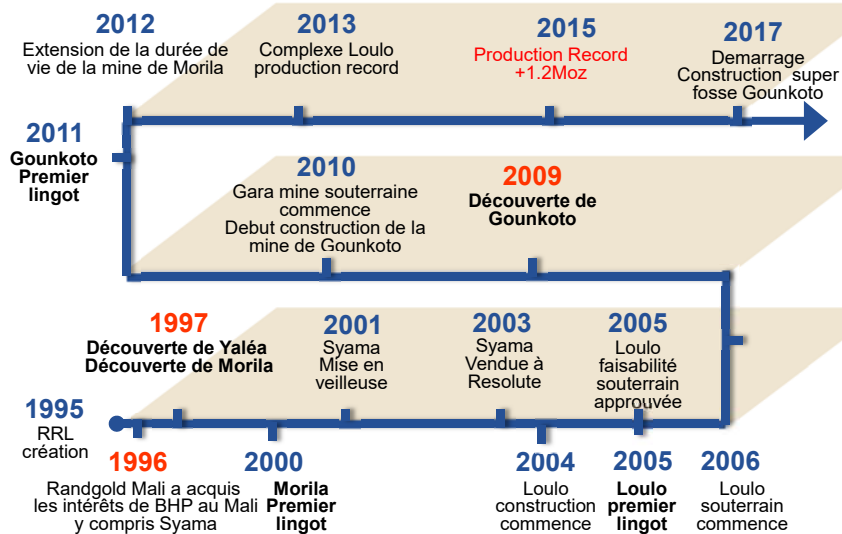 2012
Extension de la durée de
vie de la mine de Morila
2013
Complexe Loulo
production record
2015
Production Record
+1.2Moz
2017
Demarrage
Construction super
fosse Gounkoto
2011
Gounkoto
Premier
lingot
2010
Gara mine souterraine
commence
Debut construction de la
mine de Gounkoto
2009
Découverte de
Gounkoto
1997
Découverte de Yaléa
Découverte de Morila
2001
Syama
Mise en
veilleuse
2003
Syama
Vendue à
Resolute
2005
Loulo
faisabilité
souterrain
approuvée
1995
RRL
création
1996
Randgold Mali a acquis
les intérêts de BHP au Mali
y compris Syama
2000
Morila
Premier
lingot
2004
Loulo
construction
commence
2005
Loulo
premier
lingot
2006
Loulo
souterrain
commence